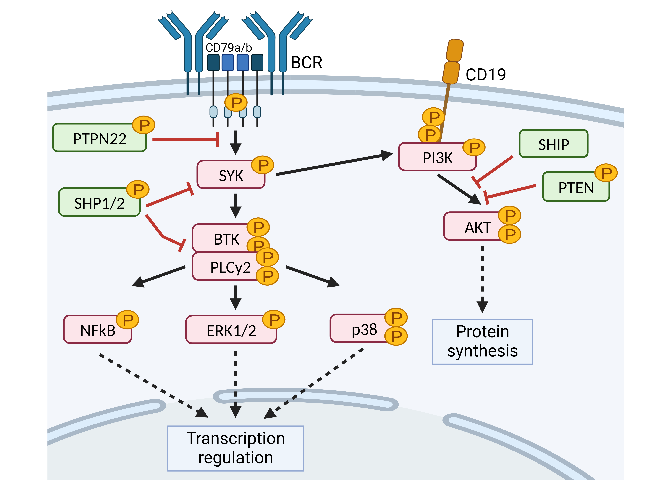 CD79a/b
BCR
CD19
P
P
P
PTPN22
P
SYK
P
PI3K
P
SHIP
SHP1/2
P
PTEN
P
BTK
P
P
PLCy2
P
P
AKT
P
P
NFkB
P
ERK1/2
P
p38
P
P
Protein
synthesis
Transcription
regulation